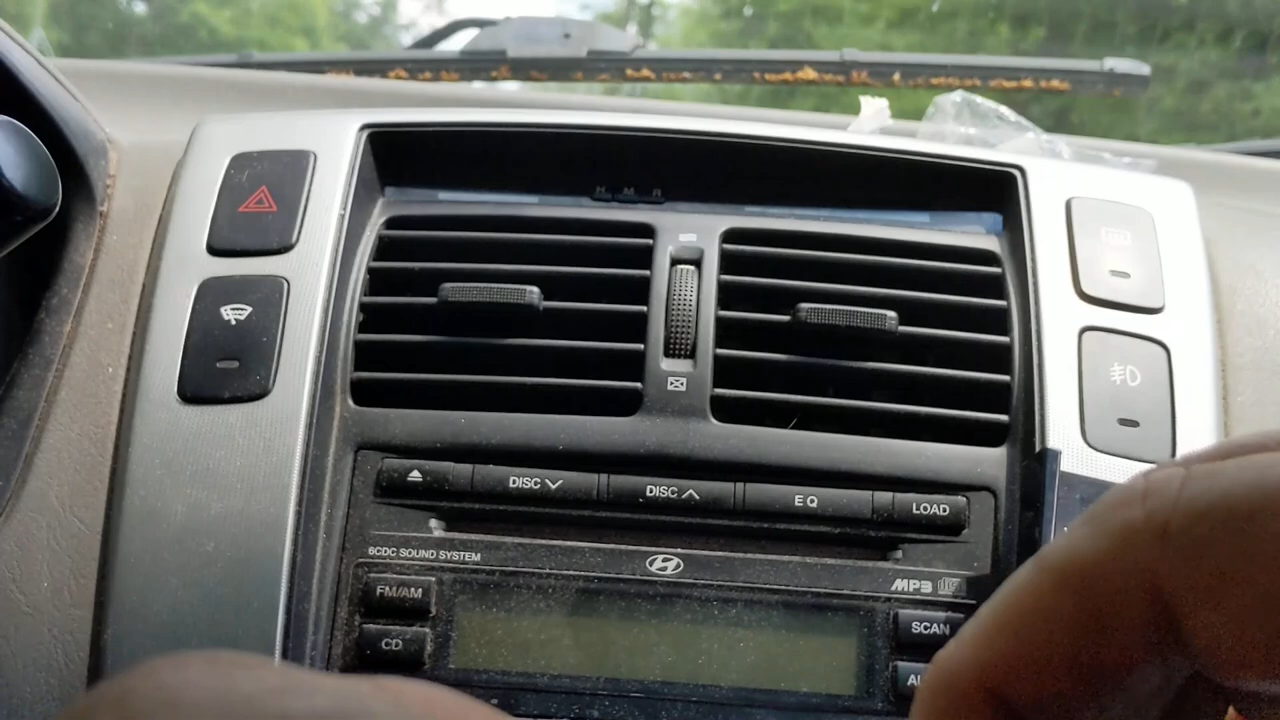 H M R
DISC DISC EQ LOAD
6CDC SOUND SYSTEM
MP3
FM/AM
SCAN
CD